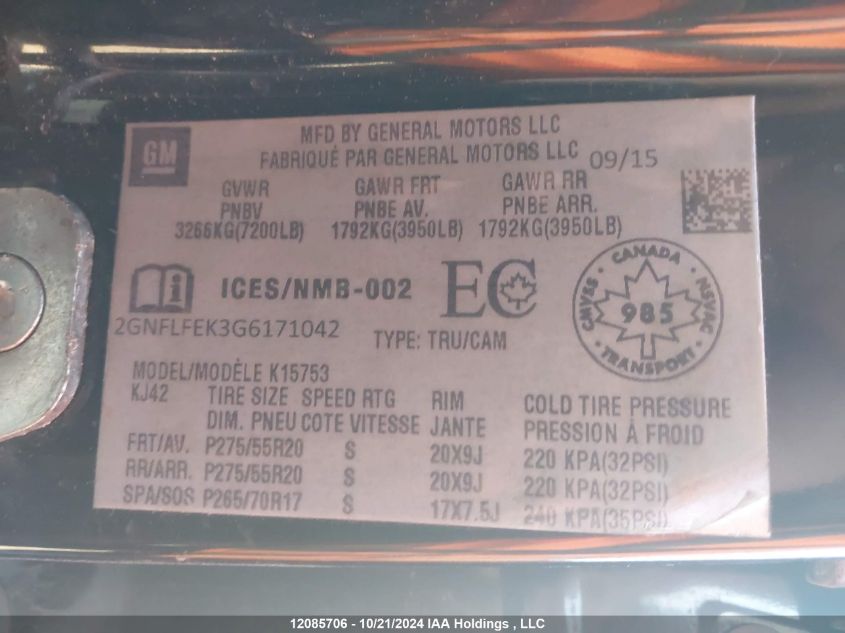 GM
MFD BY GENERAL MOTORS LLC
FABRIQUÉ PAR GENERAL MOTORS LLC 09/15
GVWR GAWR FRT GAWR RR
PNBV PNBE AV. PNBE ARR.
3266KG(7200LB) 1792KG(3950LB) 1792KG(3950LB)
ICES/NMB-002 EC
CANADA
CMVSS NSVAC
985
TRANSPORT
2GNFLFEK3G6171042 TYPE: TRU/CAM
MODEL/MODÈLE K15753
KJ42 TIRE SIZE SPEED RTG RIM COLD TIRE PRESSURE
DIM. PNEU COTE VITESSE JANTE PRESSION À FROID
FRT/AV. P275/55R20 S 20X9J 220 KPA(32PSI)
RR/ARR. P275/55R20 S 20X9J 220 KPA(32PSI)
SPA/SOS P265/70R17 S 17X7.5J 240 KPA(35PSI)
12085706 - 10/21/2024 IAA Holdings , LLC